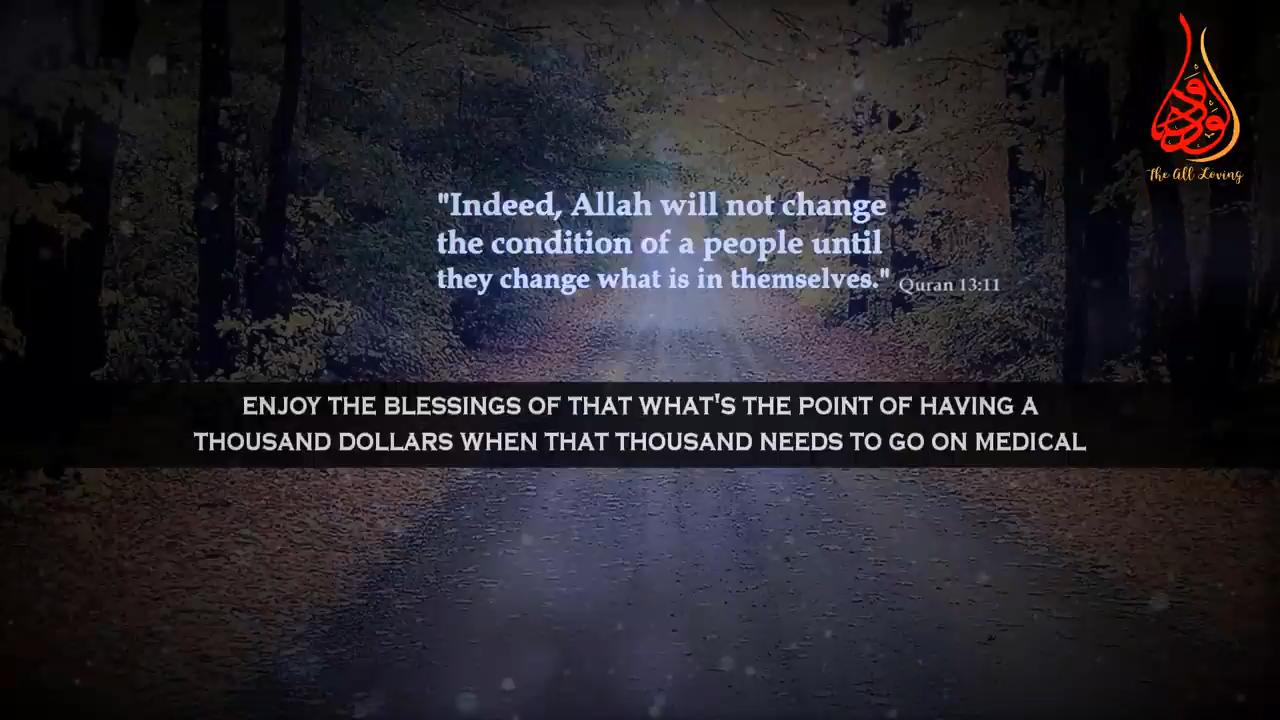 الودود
The All Loving
"Indeed, Allah will not change
the condition of a people until
they change what is in themselves." Quran 13:11
ENJOY THE BLESSINGS OF THAT WHAT'S THE POINT OF HAVING A
THOUSAND DOLLARS WHEN THAT THOUSAND NEEDS TO GO ON MEDICAL